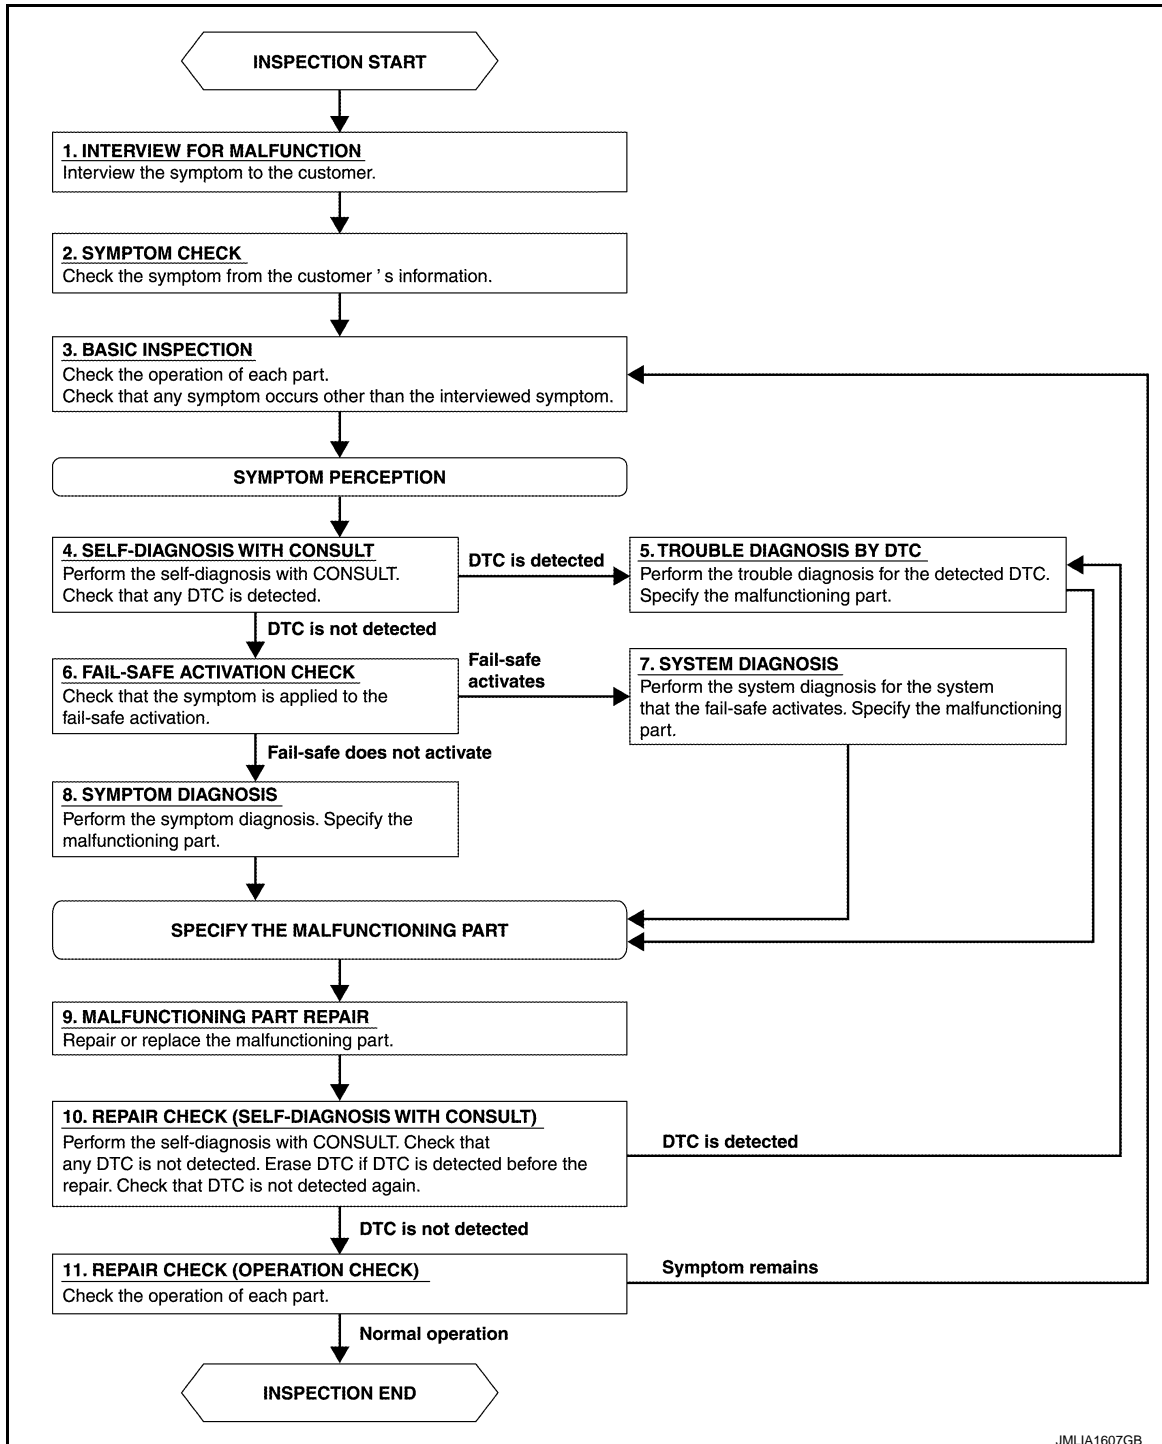 INSPECTION START
1. INTERVIEW FOR MALFUNCTION
Interview the symptom to the customer.
2. SYMPTOM CHECK
Check the symptom from the customer ' s information.
3. BASIC INSPECTION
Check the operation of each part.
Check that any symptom occurs other than the interviewed symptom.
SYMPTOM PERCEPTION
4. SELF-DIAGNOSIS WITH CONSULT
Perform the self-diagnosis with CONSULT.
Check that any DTC is detected.
DTC is detected
5. TROUBLE DIAGNOSIS BY DTC
Perform the trouble diagnosis for the detected DTC.
Specify the malfunctioning part.
DTC is not detected
6. FAIL-SAFE ACTIVATION CHECK
Check that the symptom is applied to the
fail-safe activation.
Fail-safe
activates
7. SYSTEM DIAGNOSIS
Perform the system diagnosis for the system
that the fail-safe activates. Specify the malfunctioning
part.
Fail-safe does not activate
8. SYMPTOM DIAGNOSIS
Perform the symptom diagnosis. Specify the
malfunctioning part.
SPECIFY THE MALFUNCTIONING PART
9. MALFUNCTIONING PART REPAIR
Repair or replace the malfunctioning part.
10. REPAIR CHECK (SELF-DIAGNOSIS WITH CONSULT)
Perform the self-diagnosis with CONSULT. Check that
any DTC is not detected. Erase DTC if DTC is detected before the
repair. Check that DTC is not detected again.
DTC is detected
DTC is not detected
11. REPAIR CHECK (OPERATION CHECK)
Check the operation of each part.
Symptom remains
Normal operation
INSPECTION END
JMLIA1607GB